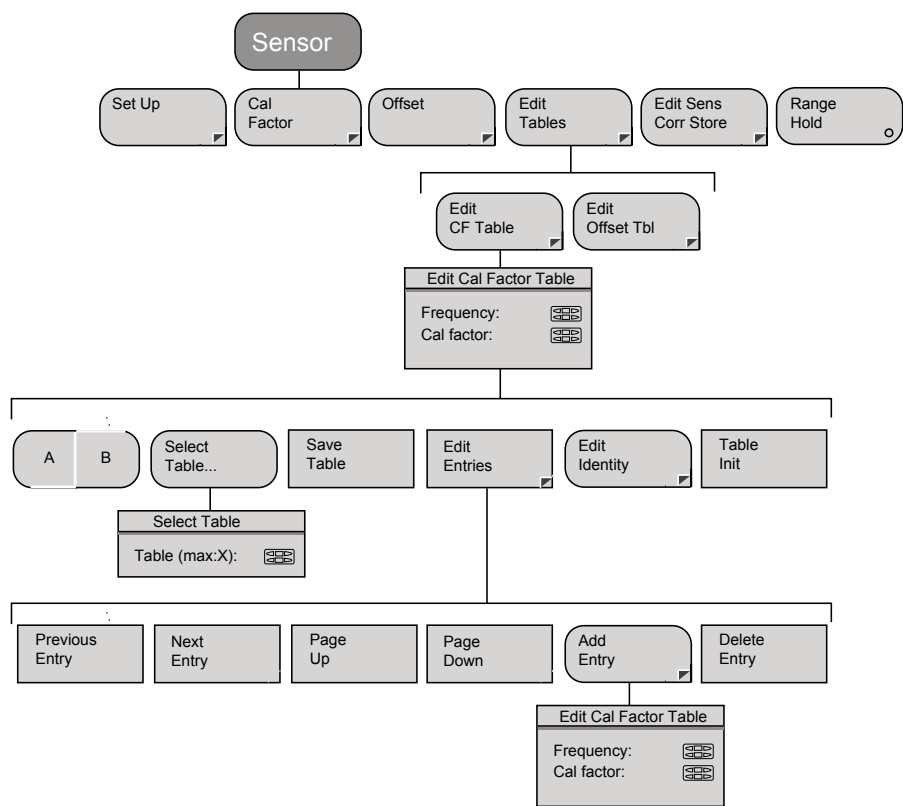 Sensor
Set Up
Cal
Factor
Offset
Edit
Tables
Edit Sens
Corr Store
Range
Hold
Edit
CF Table
Edit
Offset Tbl
Edit Cal Factor Table
Frequency:
Cal factor:
A
B
Select
Table...
Save
Table
Edit
Entries
Edit
Identity
Table
Init
Select Table
Table (max:X):
Previous
Entry
Next
Entry
Page
Up
Page
Down
Add
Entry
Delete
Entry
Edit Cal Factor Table
Frequency:
Cal factor: